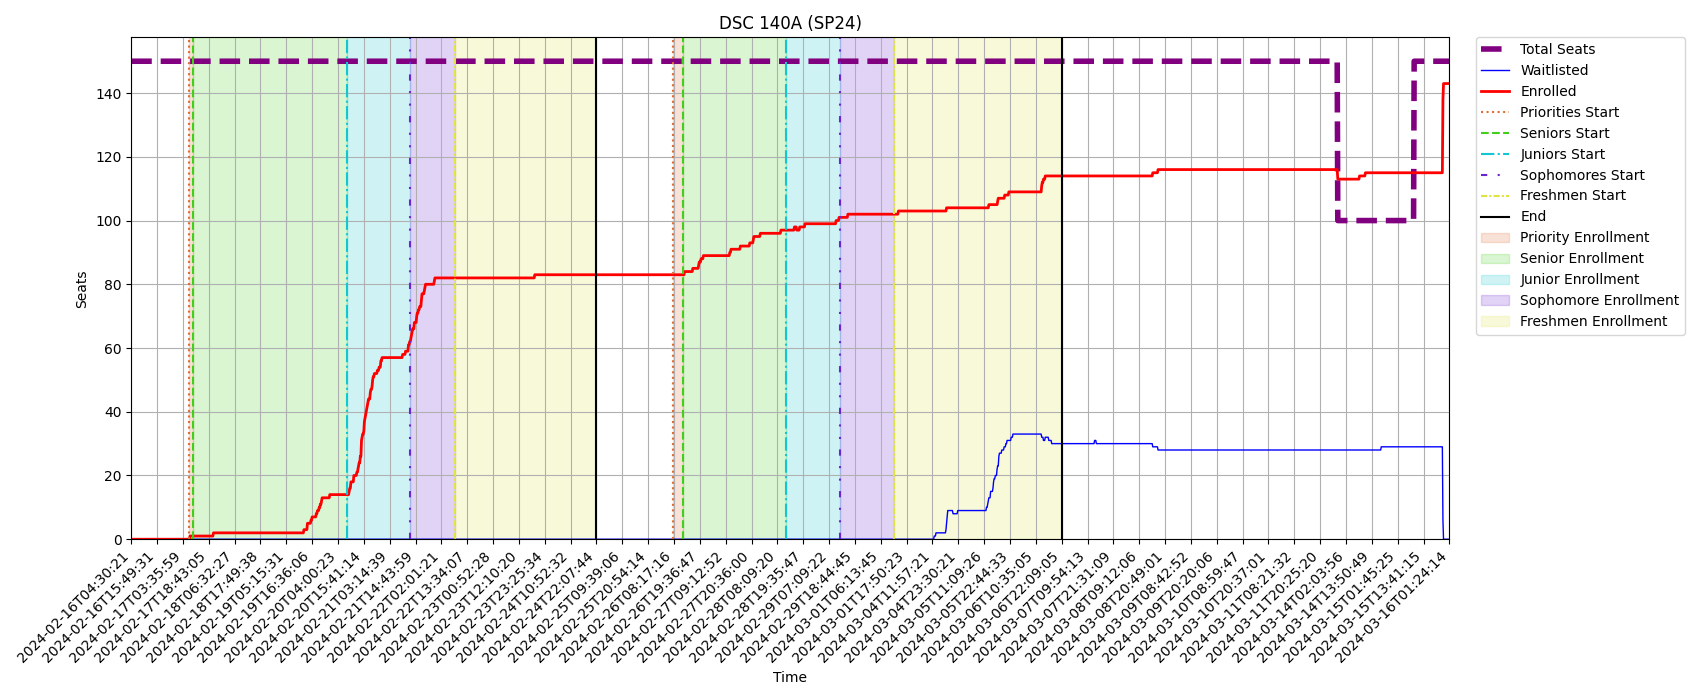 DSC 140A (SP24)
Seats
140
120
100
80
60
40
20
0
2024-02-16T04:30:21
2024-02-16T15:49:31
2024-02-17T03:35:59
2024-02-17T18:43:05
2024-02-18T06:32:27
2024-02-18T17:49:38
2024-02-19T05:15:31
2024-02-19T16:36:06
2024-02-20T04:00:23
2024-02-20T15:41:14
2024-02-21T03:14:39
2024-02-21T14:43:59
2024-02-22T02:01:21
2024-02-22T13:34:07
2024-02-23T00:52:28
2024-02-23T12:10:20
2024-02-23T23:25:34
2024-02-24T10:52:32
2024-02-24T22:07:44
2024-02-25T09:39:06
2024-02-25T20:54:14
2024-02-26T08:17:16
2024-02-26T19:36:47
2024-02-27T09:12:52
2024-02-27T20:36:00
2024-02-28T08:09:20
2024-02-28T19:35:47
2024-02-29T07:09:22
2024-02-29T18:44:45
2024-03-01T06:13:45
2024-03-01T17:50:23
2024-03-04T11:57:21
2024-03-04T23:30:21
2024-03-05T11:09:26
2024-03-05T22:44:33
2024-03-06T10:35:05
2024-03-06T22:09:05
2024-03-07T09:54:13
2024-03-07T21:31:09
2024-03-08T09:12:06
2024-03-08T20:49:01
2024-03-09T08:42:52
2024-03-09T20:20:06
2024-03-10T08:59:47
2024-03-10T20:37:01
2024-03-11T08:21:32
2024-03-11T20:25:20
2024-03-14T02:03:56
2024-03-14T13:50:49
2024-03-15T01:45:25
2024-03-15T13:41:15
2024-03-16T01:24:14
Time
Total Seats
Waitlisted
Enrolled
Priorities Start
Seniors Start
Juniors Start
Sophomores Start
Freshmen Start
End
Priority Enrollment
Senior Enrollment
Junior Enrollment
Sophomore Enrollment
Freshmen Enrollment